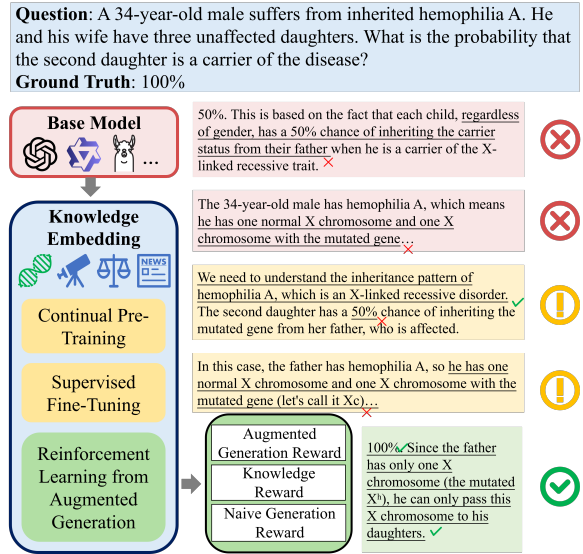 Question: A 34-year-old male suffers from inherited hemophilia A. He
and his wife have three unaffected daughters. What is the probability that
the second daughter is a carrier of the disease?
Ground Truth: 100%
Base Model
...
50%. This is based on the fact that each child, regardless
of gender, has a 50% chance of inheriting the carrier
status from their father when he is a carrier of the X-
linked recessive trait.
The 34-year-old male has hemophilia A, which means
he has one normal X chromosome and one X
chromosome with the mutated gene…
Knowledge
Embedding
NEWS
Continual Pre-
Training
We need to understand the inheritance pattern of
hemophilia A, which is an X-linked recessive disorder.
The second daughter has a 50% chance of inheriting the
mutated gene from her father, who is affected.
Supervised
Fine-Tuning
In this case, the father has hemophilia A, so he has one
normal X chromosome and one X chromosome with the
mutated gene (let's call it Xc)…
Reinforcement
Learning from
Augmented
Generation
Augmented
Generation Reward
Knowledge
Reward
Naive Generation
Reward
100%. Since the father
has only one X
chromosome (the mutated
Xʰ), he can only pass this
X chromosome to his
daughters.